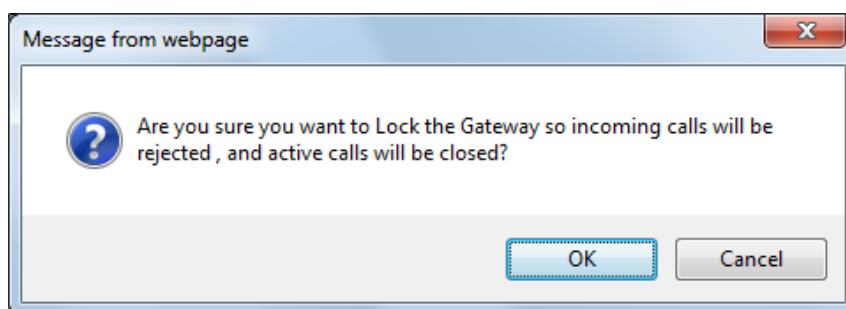 Message from webpage
Are you sure you want to Lock the Gateway so incoming calls will be
rejected , and active calls will be closed?
OK
Cancel